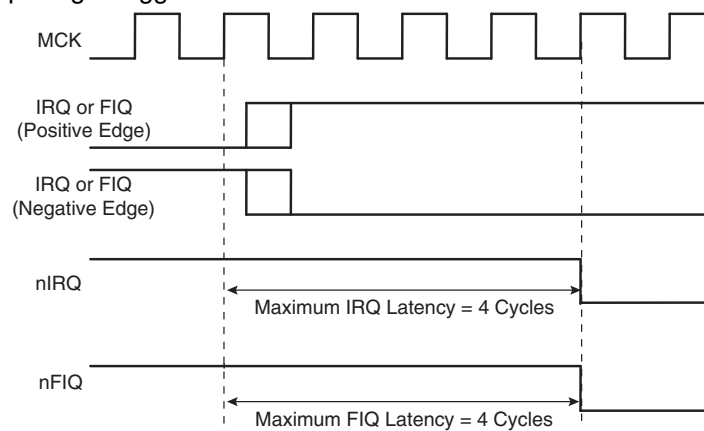 MCK
IRQ or FIQ
(Positive Edge)
IRQ or FIQ
(Negative Edge)
nIRQ
Maximum IRQ Latency = 4 Cycles
nFIQ
Maximum FIQ Latency = 4 Cycles